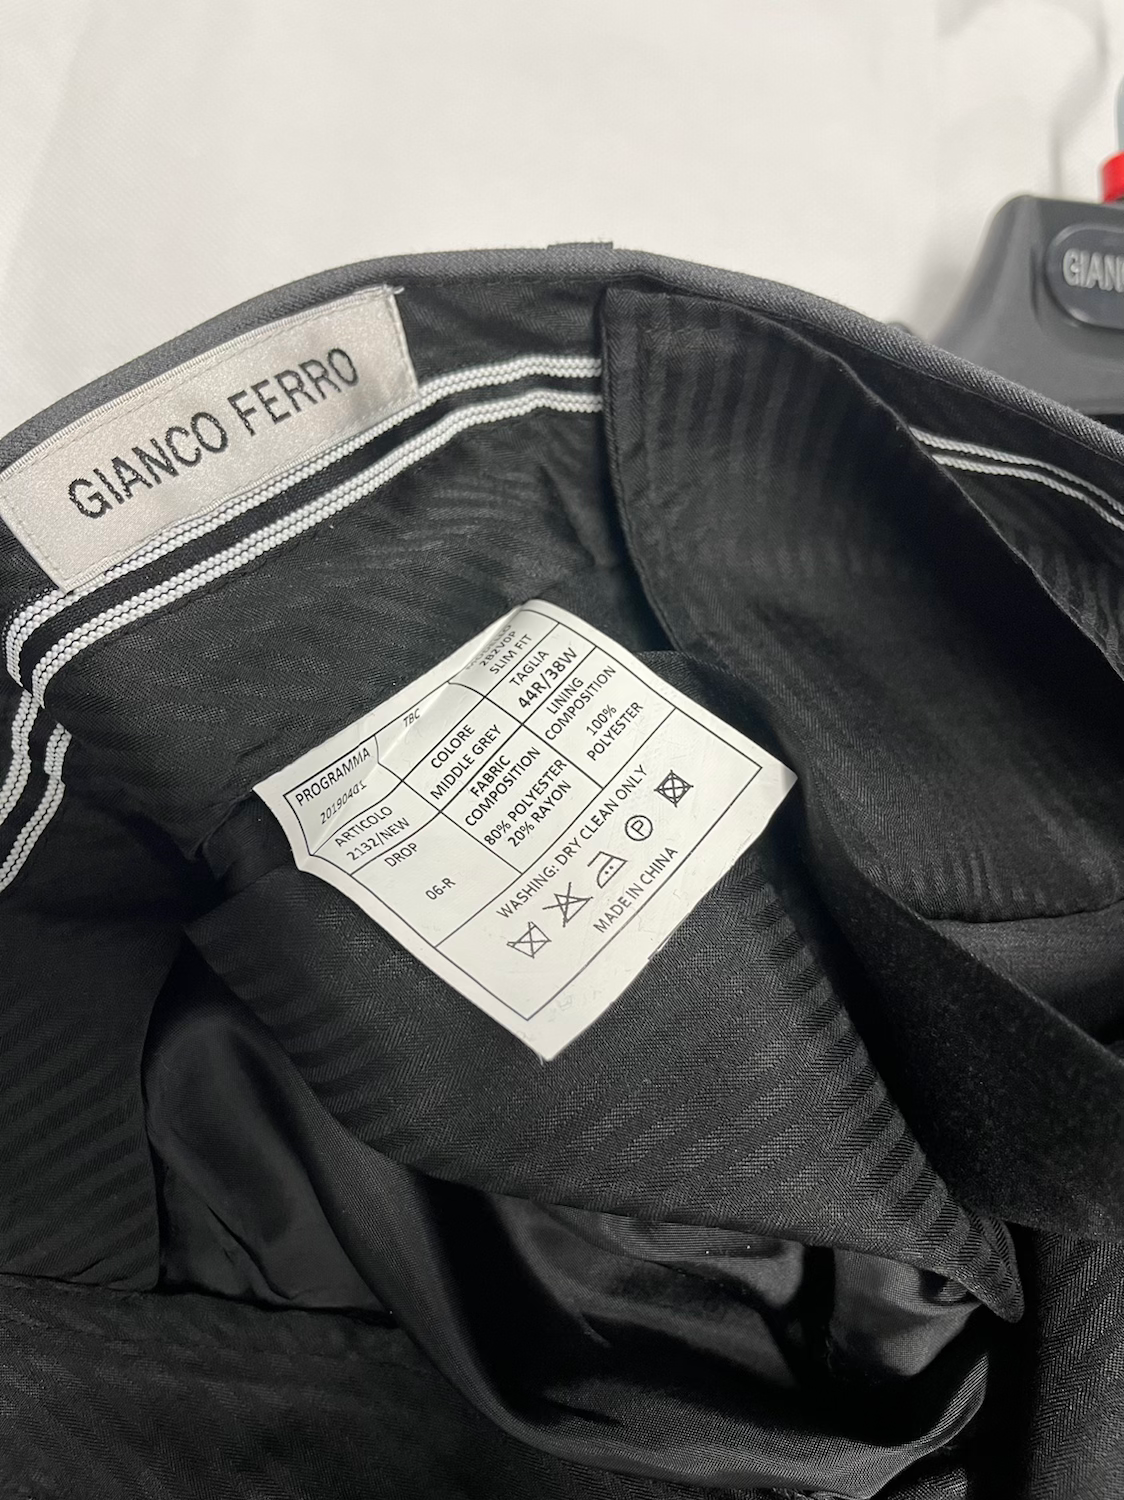 GIANCO FERRO
GIAN
PROGRAMMA
20190401
TBC
2B2V0P
SLIM FIT
ARTICOLO
2132/NEW
COLORE
MIDDLE GREY
TAGLIA
44R/38W
DROP
06-R
FABRIC
COMPOSITION
80% POLYESTER
20% RAYON
LINING
COMPOSITION
100%
POLYESTER
WASHING: DRY CLEAN ONLY
P
MADE IN CHINA